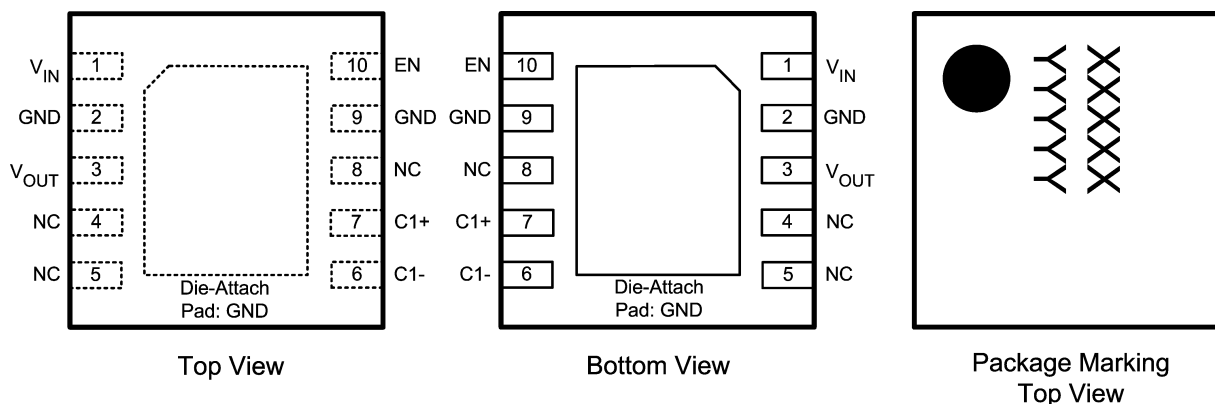 V_IN 1 10 EN
GND 2 9 GND
V_OUT 3 8 NC
NC 4 7 C1+
NC 5 6 C1-
Die-Attach
Pad: GND
Top View
EN 10 1 V_IN
GND 9 2 GND
NC 8 3 V_OUT
C1+ 7 4 NC
C1- 6 5 NC
Die-Attach
Pad: GND
Bottom View
YYYYY
XXXXX
Package Marking
Top View